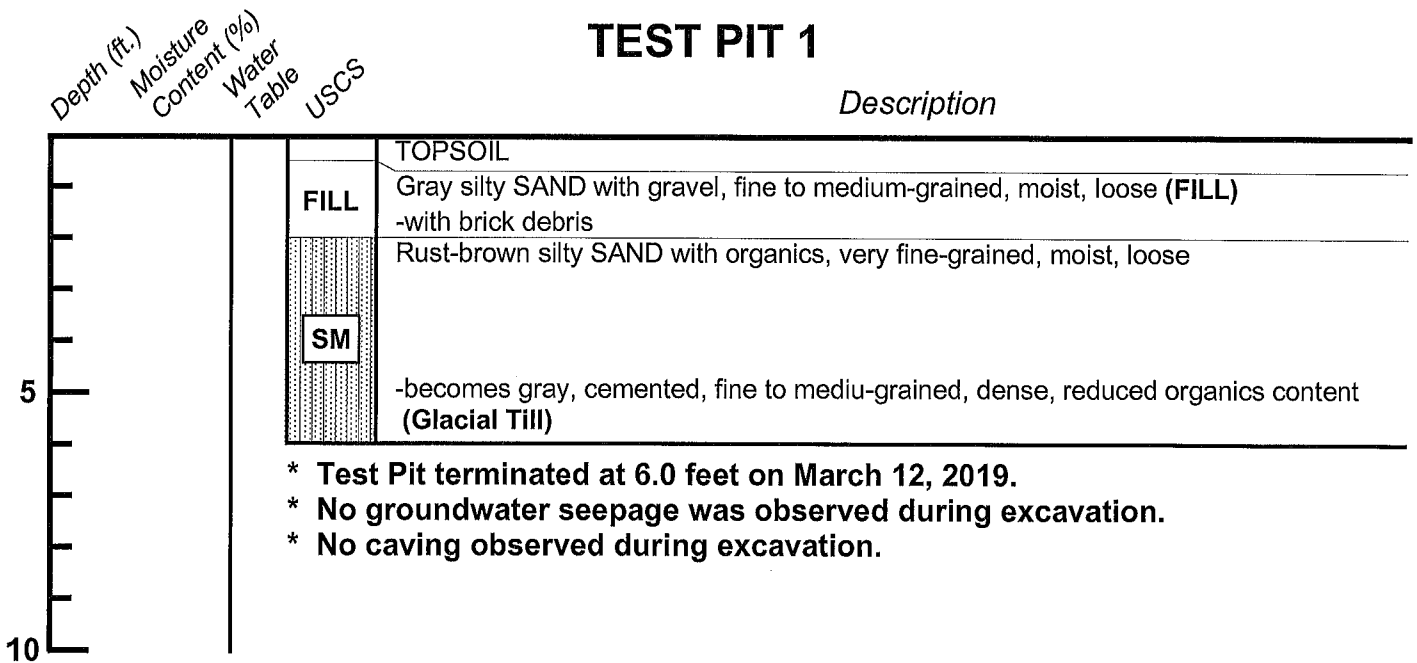 TEST PIT 1
Depth (ft.)
Moisture
Content (%)
Water
Table
USCS
Description
TOPSOIL
FILL
Gray silty SAND with gravel, fine to medium-grained, moist, loose (FILL)
-with brick debris
Rust-brown silty SAND with organics, very fine-grained, moist, loose
SM
5
-becomes gray, cemented, fine to mediu-grained, dense, reduced organics content
(Glacial Till)
* Test Pit terminated at 6.0 feet on March 12, 2019.
* No groundwater seepage was observed during excavation.
* No caving observed during excavation.
10